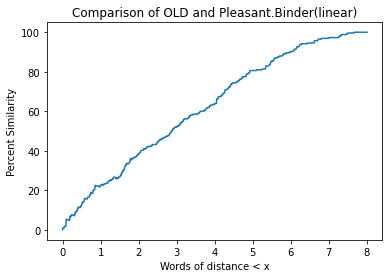 Comparison of OLD and Pleasant.Binder(linear)
100
80
60
40
20
0
Percent Similarity
0 1 2 3 4 5 6 7 8
Words of distance < x